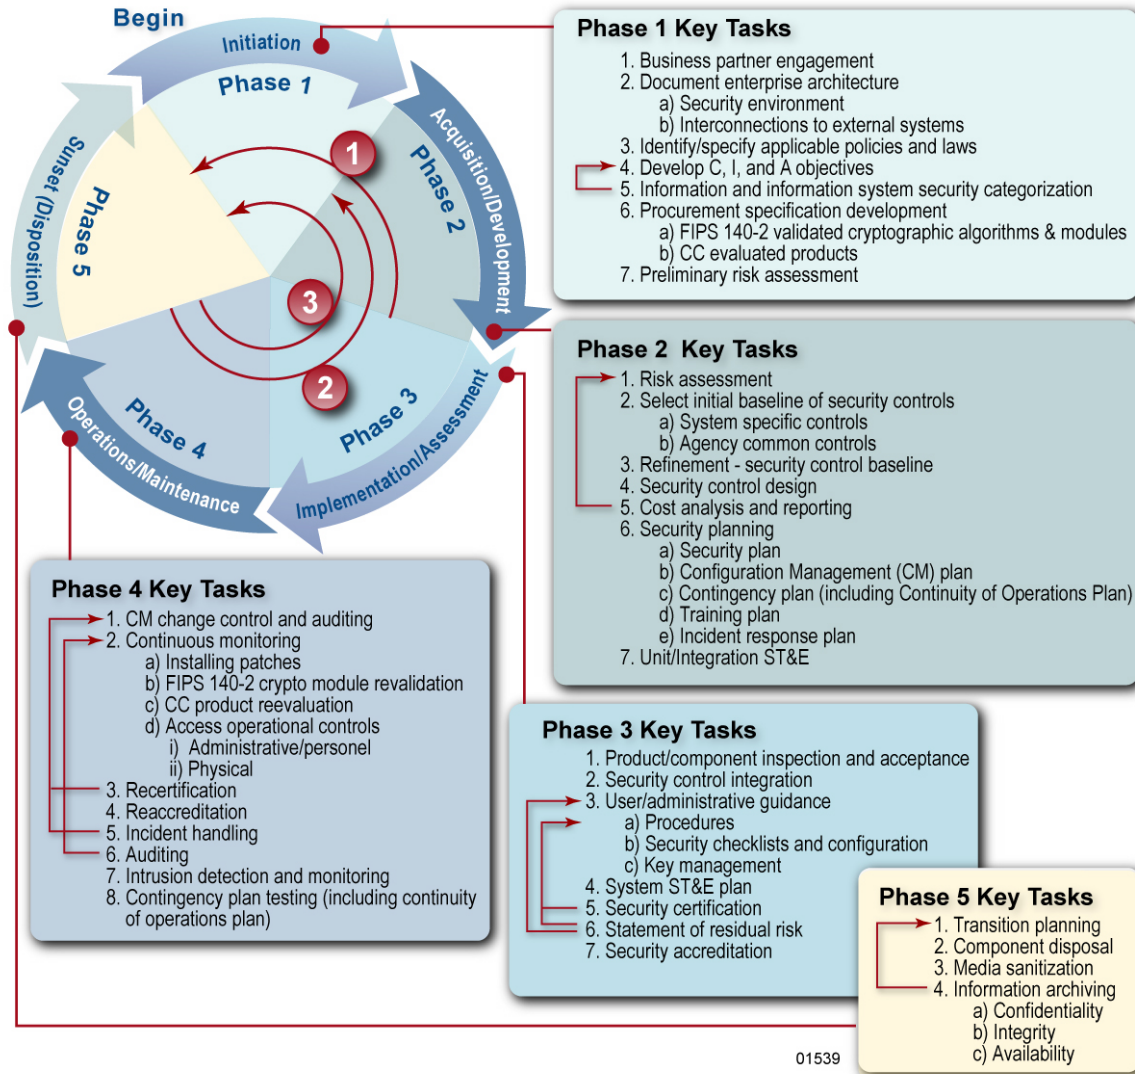 Begin
Initiation
Phase 1
Acquisition/Development
Phase 2
Implementation/Assessment
Phase 3
Operations/Maintenance
Phase 4
Sunset (Disposition)
Phase 5
1
2
3
Phase 1 Key Tasks
1. Business partner engagement
2. Document enterprise architecture
a) Security environment
b) Interconnections to external systems
3. Identify/specify applicable policies and laws
4. Develop C, I, and A objectives
5. Information and information system security categorization
6. Procurement specification development
a) FIPS 140-2 validated cryptographic algorithms & modules
b) CC evaluated products
7. Preliminary risk assessment
Phase 2 Key Tasks
1. Risk assessment
2. Select initial baseline of security controls
a) System specific controls
b) Agency common controls
3. Refinement - security control baseline
4. Security control design
5. Cost analysis and reporting
6. Security planning
a) Security plan
b) Configuration Management (CM) plan
c) Contingency plan (including Continuity of Operations Plan)
d) Training plan
e) Incident response plan
7. Unit/Integration ST&E
Phase 4 Key Tasks
1. CM change control and auditing
2. Continuous monitoring
a) Installing patches
b) FIPS 140-2 crypto module revalidation
c) CC product reevaluation
d) Access operational controls
i) Administrative/personel
ii) Physical
3. Recertification
4. Reaccreditation
5. Incident handling
6. Auditing
7. Intrusion detection and monitoring
8. Contingency plan testing (including continuity
of operations plan)
Phase 3 Key Tasks
1. Product/component inspection and acceptance
2. Security control integration
3. User/administrative guidance
a) Procedures
b) Security checklists and configuration
c) Key management
4. System ST&E plan
5. Security certification
6. Statement of residual risk
7. Security accreditation
Phase 5 Key Tasks
1. Transition planning
2. Component disposal
3. Media sanitization
4. Information archiving
a) Confidentiality
b) Integrity
c) Availability
01539